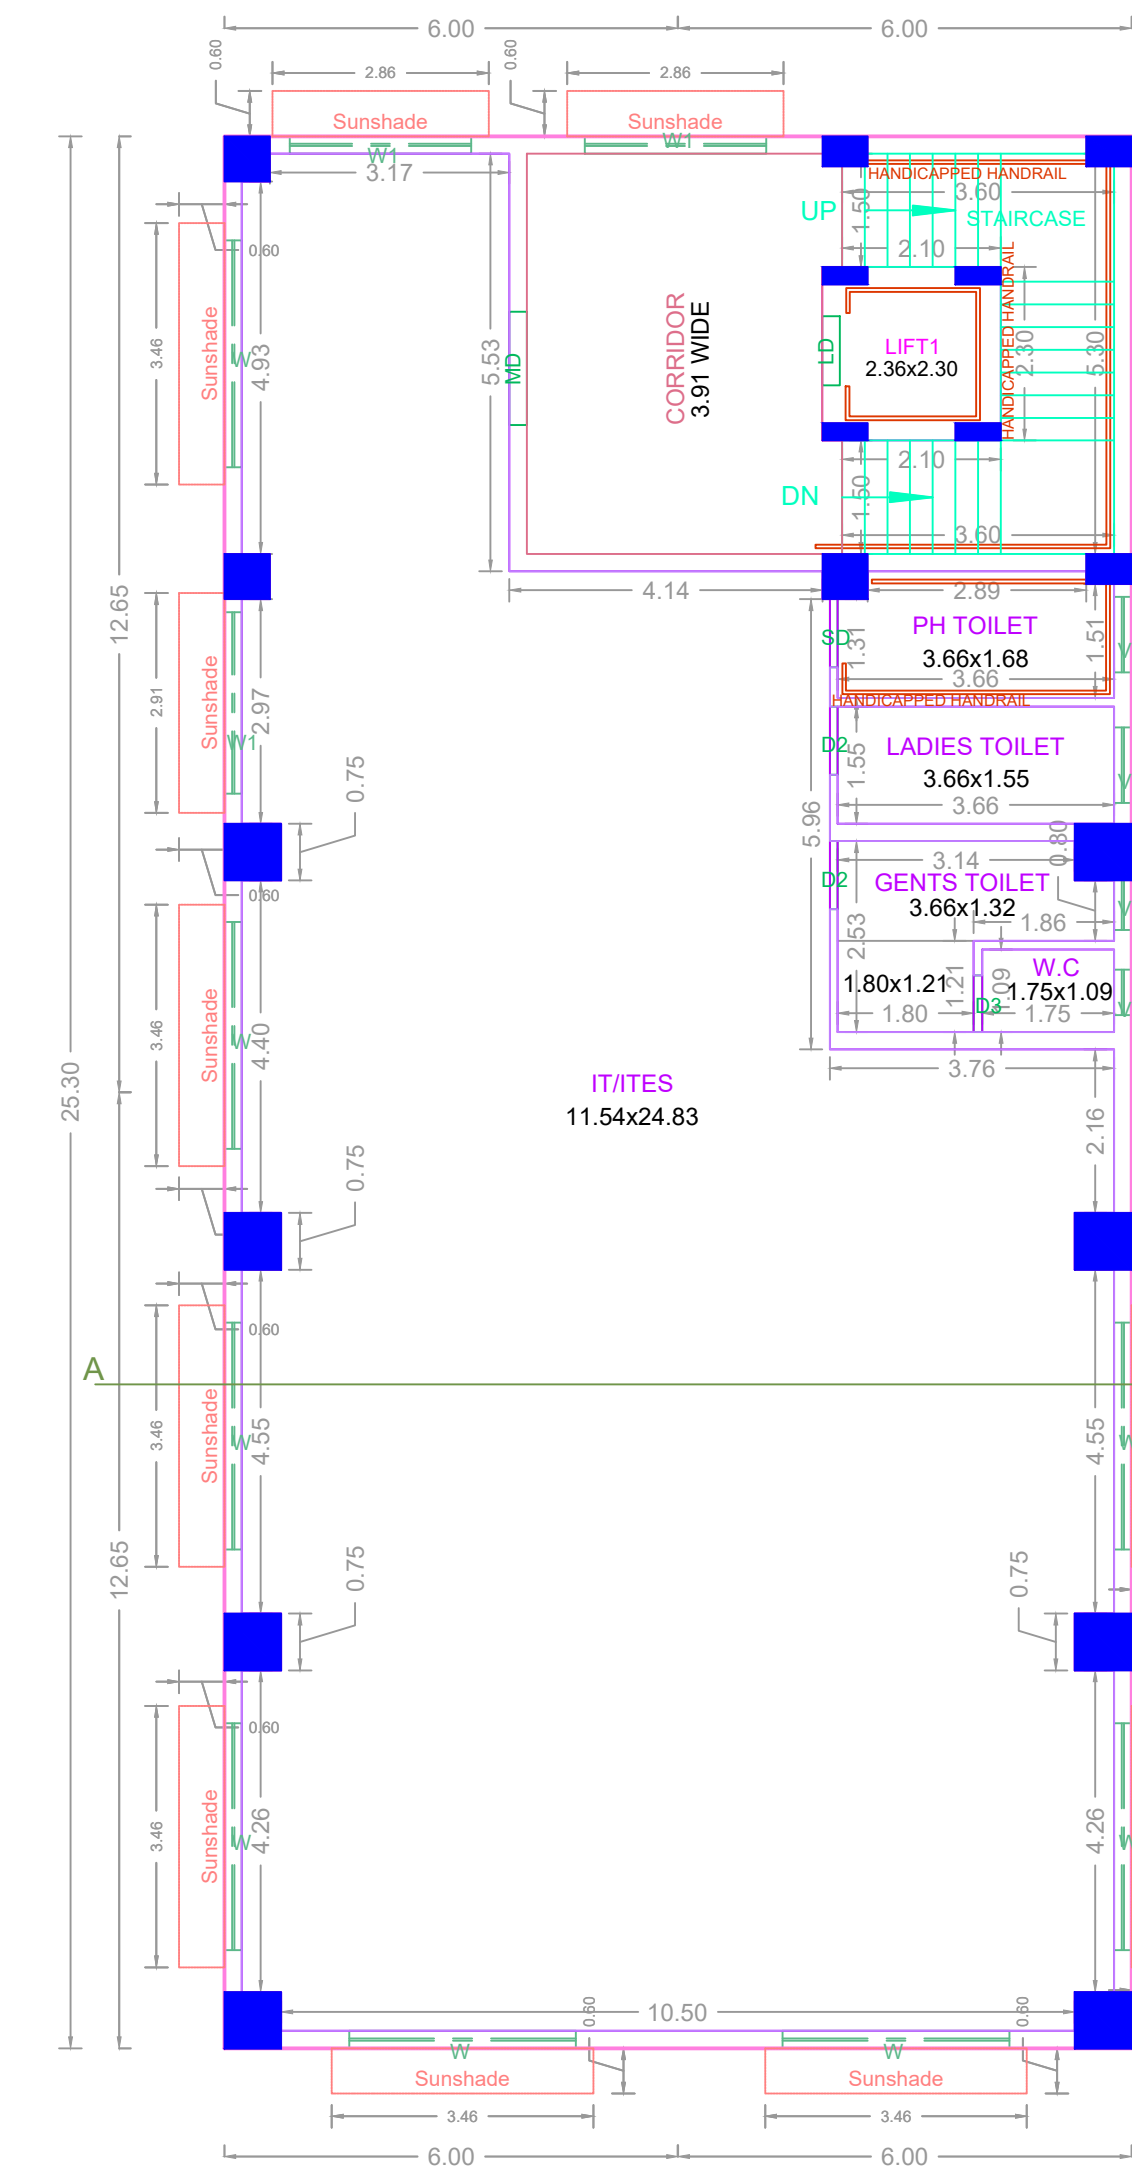 6.00
6.00
0.60
2.86
0.60
2.86
Sunshade
Sunshade
W1
W1
3.17
HANDICAPPED HANDRAIL
3.60
UP
1.50
STAIRCASE
2.10
0.60
Sunshade
3.46
W
4.93
5.53
MD
CORRIDOR
3.91 WIDE
LD
LIFT1
2.36x2.30
HANDICAPPED HANDRAIL
2.30
5.30
2.10
DN
1.50
3.60
4.14
2.89
12.65
Sunshade
2.91
2.97
W1
SD
1.31
PH TOILET
3.66x1.68
3.66
1.51
HANDICAPPED HANDRAIL
D2
1.55
LADIES TOILET
3.66x1.55
3.66
0.75
5.96
0.80
3.14
D2
GENTS TOILET
3.66x1.32
1.86
0.60
2.53
1.80x1.21
1.21
1.80
1.09
D3
W.C
1.75x1.09
1.75
3.76
Sunshade
3.46
W
4.40
25.30
IT/ITES
11.54x24.83
2.16
0.75
0.60
A
Sunshade
3.46
W
4.55
4.55
12.65
0.75
0.75
0.60
Sunshade
3.46
W
4.26
4.26
10.50
0.60
0.60
W
W
Sunshade
Sunshade
3.46
3.46
6.00
6.00